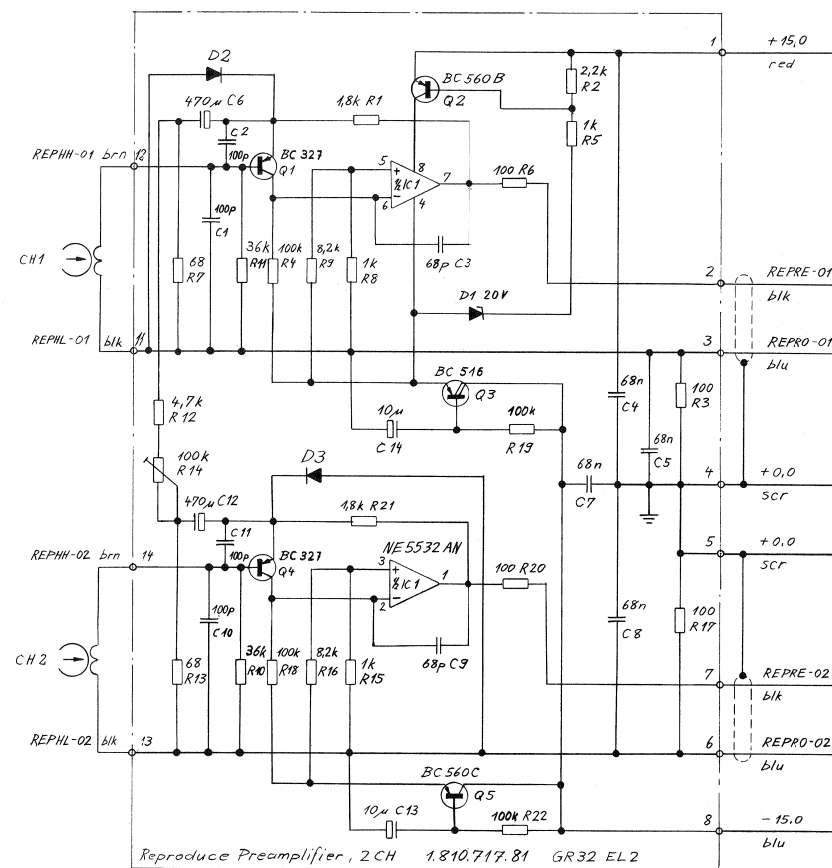 D2
BC 560 B
Q2
1
+15,0
red
2,2k
R2
470µ C6
1,8k R1
1k
R5
C2
100p
REPHH-01 brn 12
BC 327
Q1
5
+
½ IC1
6
−
8
4
7
100 R6
100p
C1
CH1
68
R7
36k
R11
100k
R4
8,2k
R9
1k
R8
68p C3
2
REPRE-01
blk
D1 20V
REPHL-01 blk 11
3
REPRO-01
blu
BC 516
Q3
68n
C4
100
R3
4,7k
R12
10µ
C14
100k
R19
68n
C5
100k
R14
D3
68n
C7
4
+0,0
scr
470µ C12
1,8k R21
C11
100p
NE5532AN
5
+0,0
scr
REPHH-02 brn 14
BC 327
Q4
3
+
½ IC1
2
−
1
100 R20
100p
C10
68n
C8
100
R17
CH2
68
R13
36k
R10
100k
R18
8,2k
R16
1k
R15
68p C9
7
REPRE-02
blk
REPHL-02 blk 13
6
REPRO-02
blu
BC 560C
Q5
10µ C13
100k R22
8
-15.0
blu
Reproduce Preamplifier, 2 CH 1.810.717.81 GR32 EL2